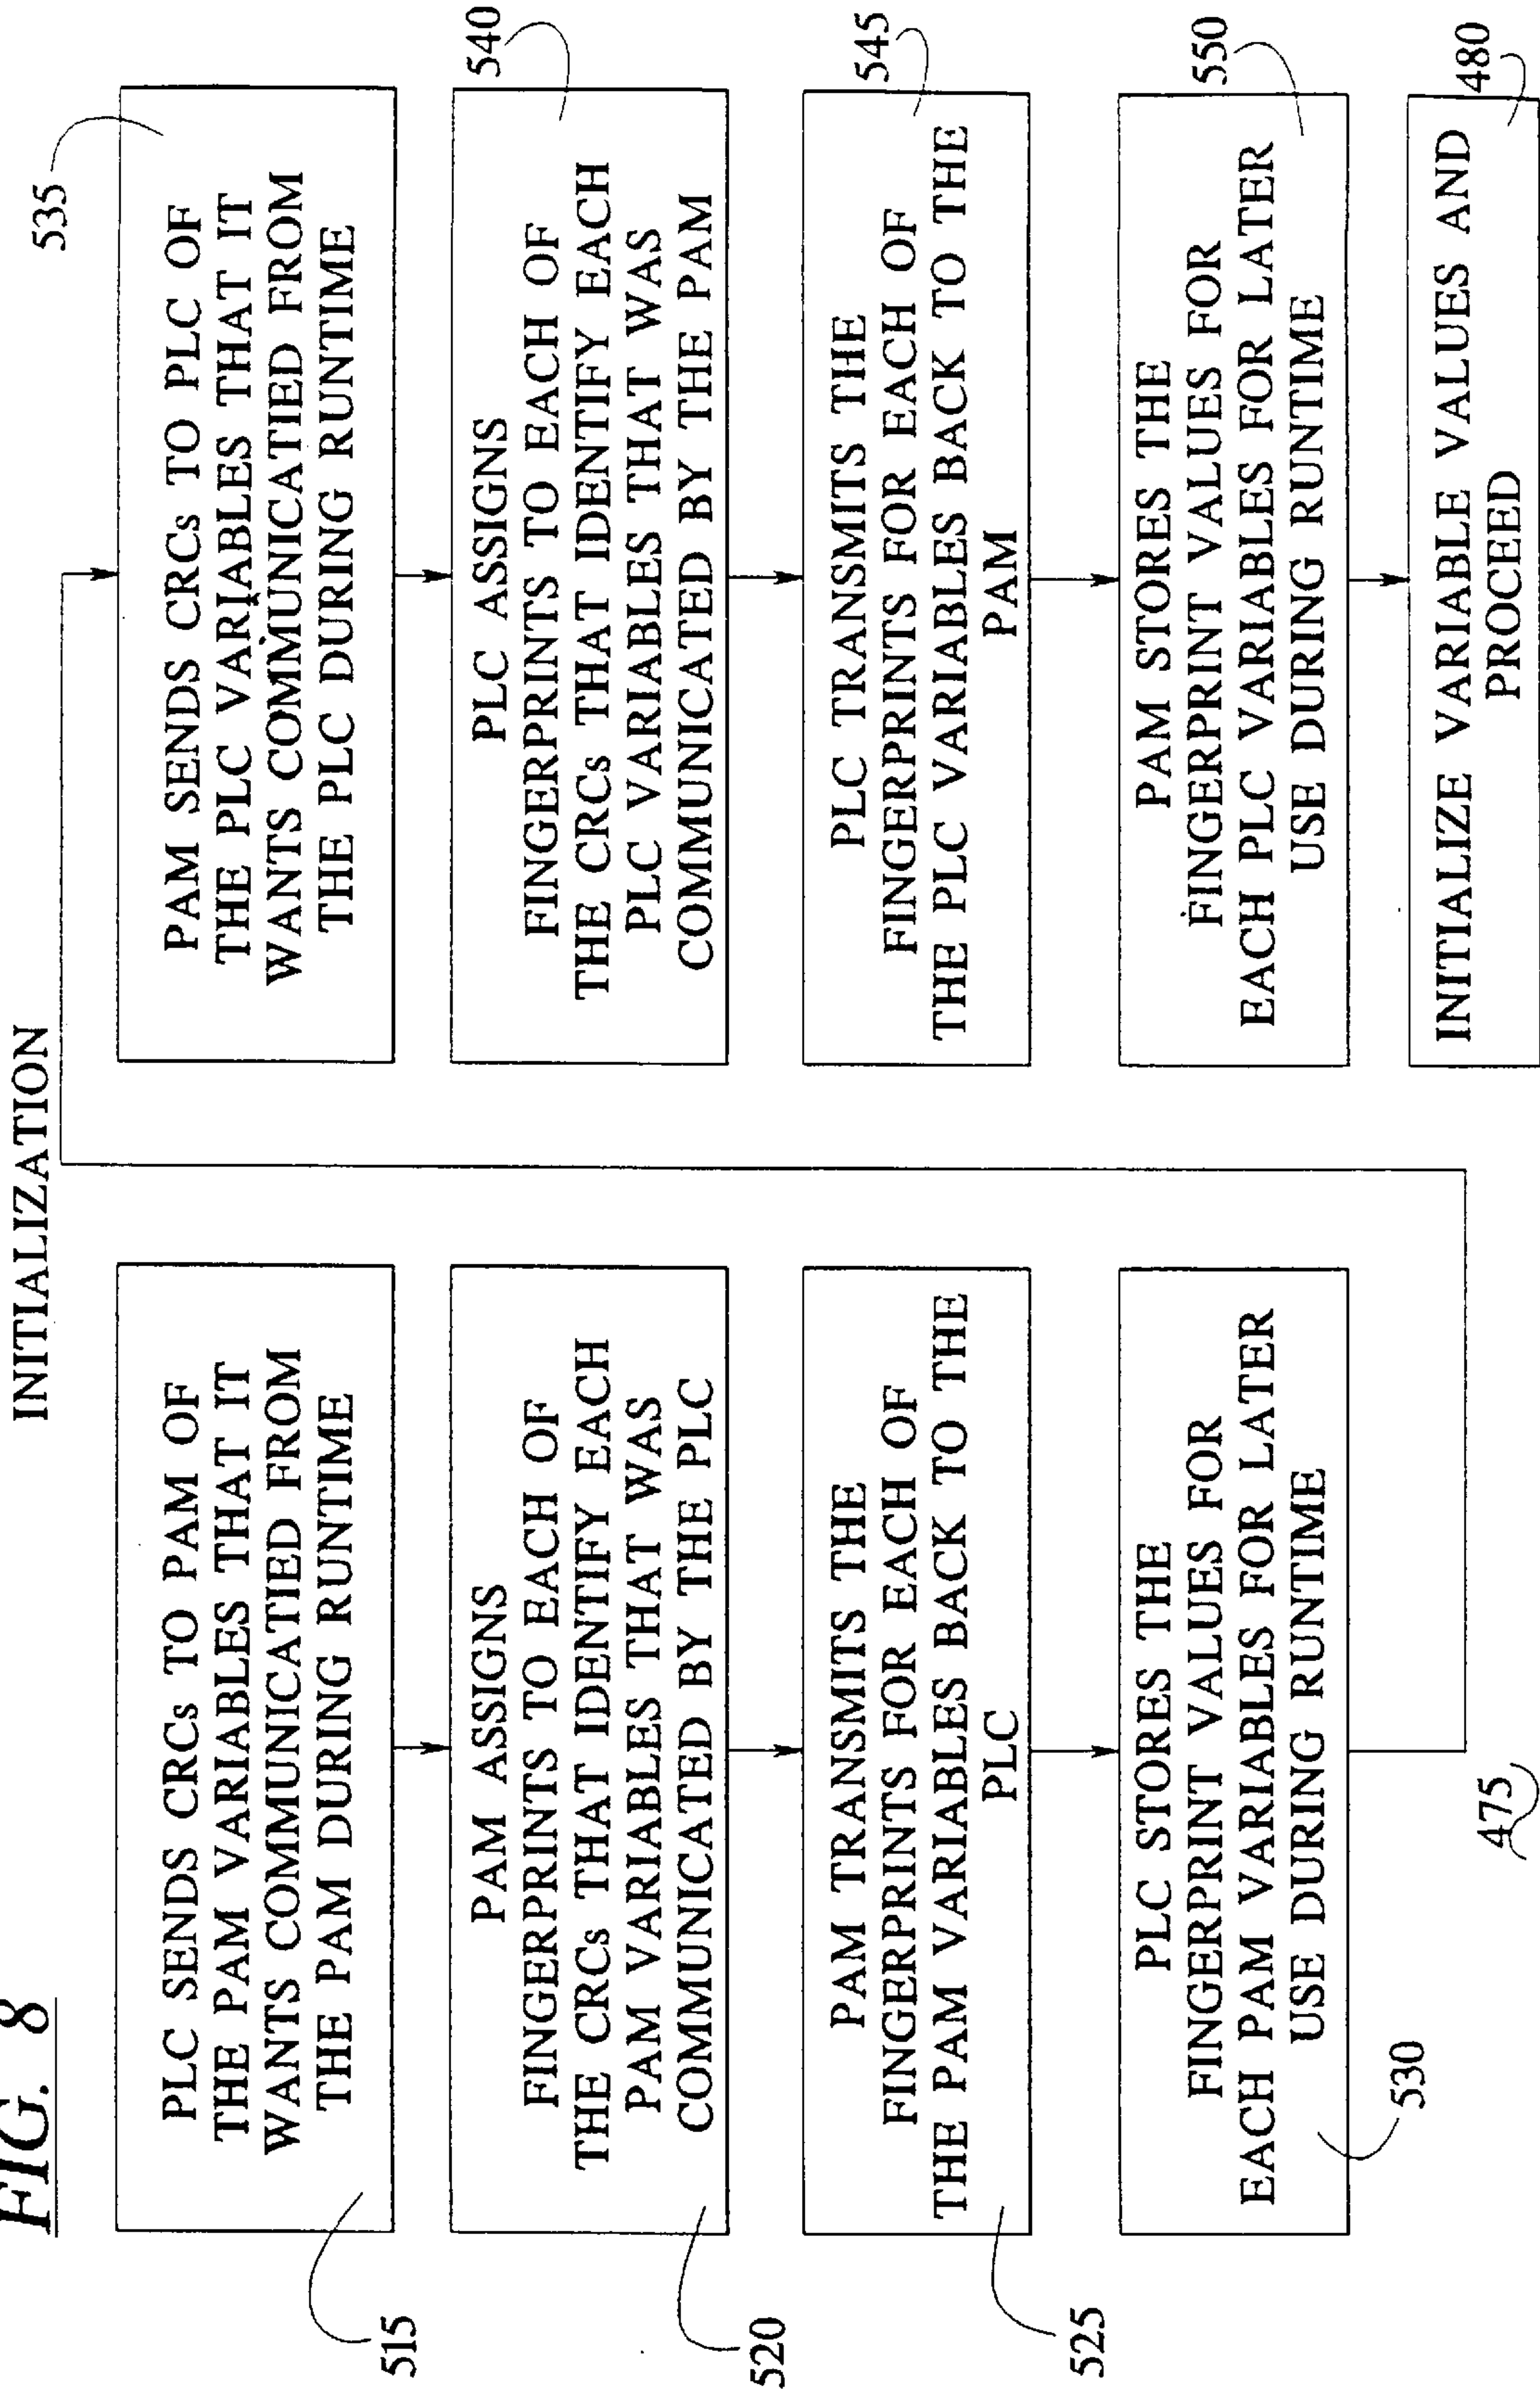 FIG. 8
INITIALIZATION
PLC SENDS CRCs TO PAM OF
THE PAM VARIABLES THAT IT
WANTS COMMUNICATIED FROM
THE PAM DURING RUNTIME
515
PAM ASSIGNS
FINGERPRINTS TO EACH OF
THE CRCs THAT IDENTIFY EACH
PAM VARIABLES THAT WAS
COMMUNICATED BY THE PLC
520
PAM TRANSMITS THE
FINGERPRINTS FOR EACH OF
THE PAM VARIABLES BACK TO THE
PLC
525
PLC STORES THE
FINGERPRINT VALUES FOR
EACH PAM VARIABLES FOR LATER
USE DURING RUNTIME
530
475
535
PAM SENDS CRCs TO PLC OF
THE PLC VARIABLES THAT IT
WANTS COMMUNICATIED FROM
THE PLC DURING RUNTIME
540
PLC ASSIGNS
FINGERPRINTS TO EACH OF
THE CRCs THAT IDENTIFY EACH
PLC VARIABLES THAT WAS
COMMUNICATED BY THE PAM
545
PLC TRANSMITS THE
FINGERPRINTS FOR EACH OF
THE PLC VARIABLES BACK TO THE
PAM
550
PAM STORES THE
FINGERPRINT VALUES FOR
EACH PLC VARIABLES FOR LATER
USE DURING RUNTIME
480
INITIALIZE VARIABLE VALUES AND
PROCEED